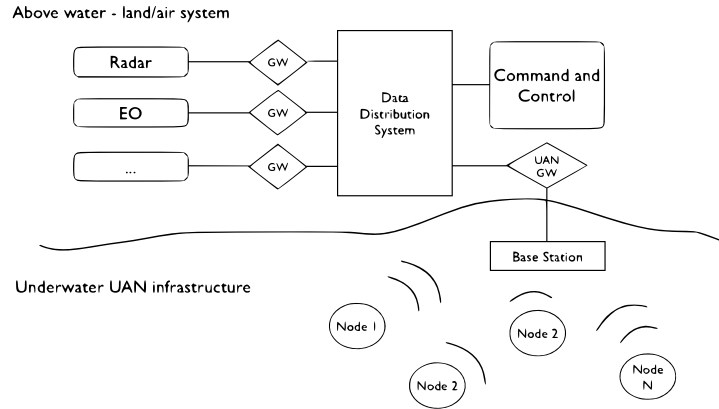 Above water - land/air system
Radar
GW
EO
GW
...
GW
Data
Distribution
System
Command and
Control
UAN
GW
Base Station
Underwater UAN infrastructure
Node 1
Node 2
Node 2
Node
N